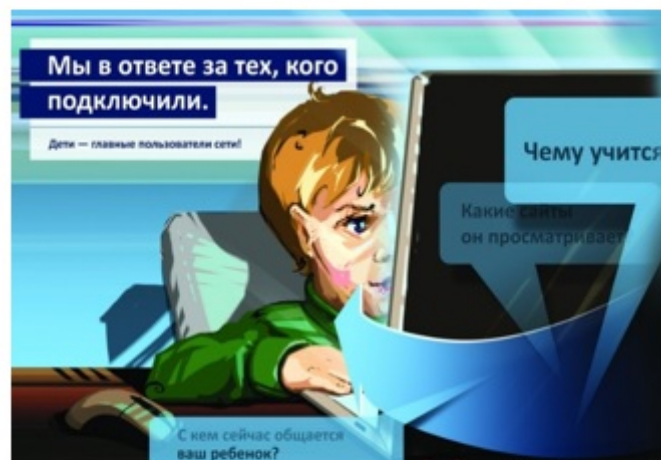 Мы в ответе за тех, кого
подключили.
Дети — главные пользователи сети!
Чему учится
Какие сайты
он просматривает
С кем сейчас общается
ваш ребенок?